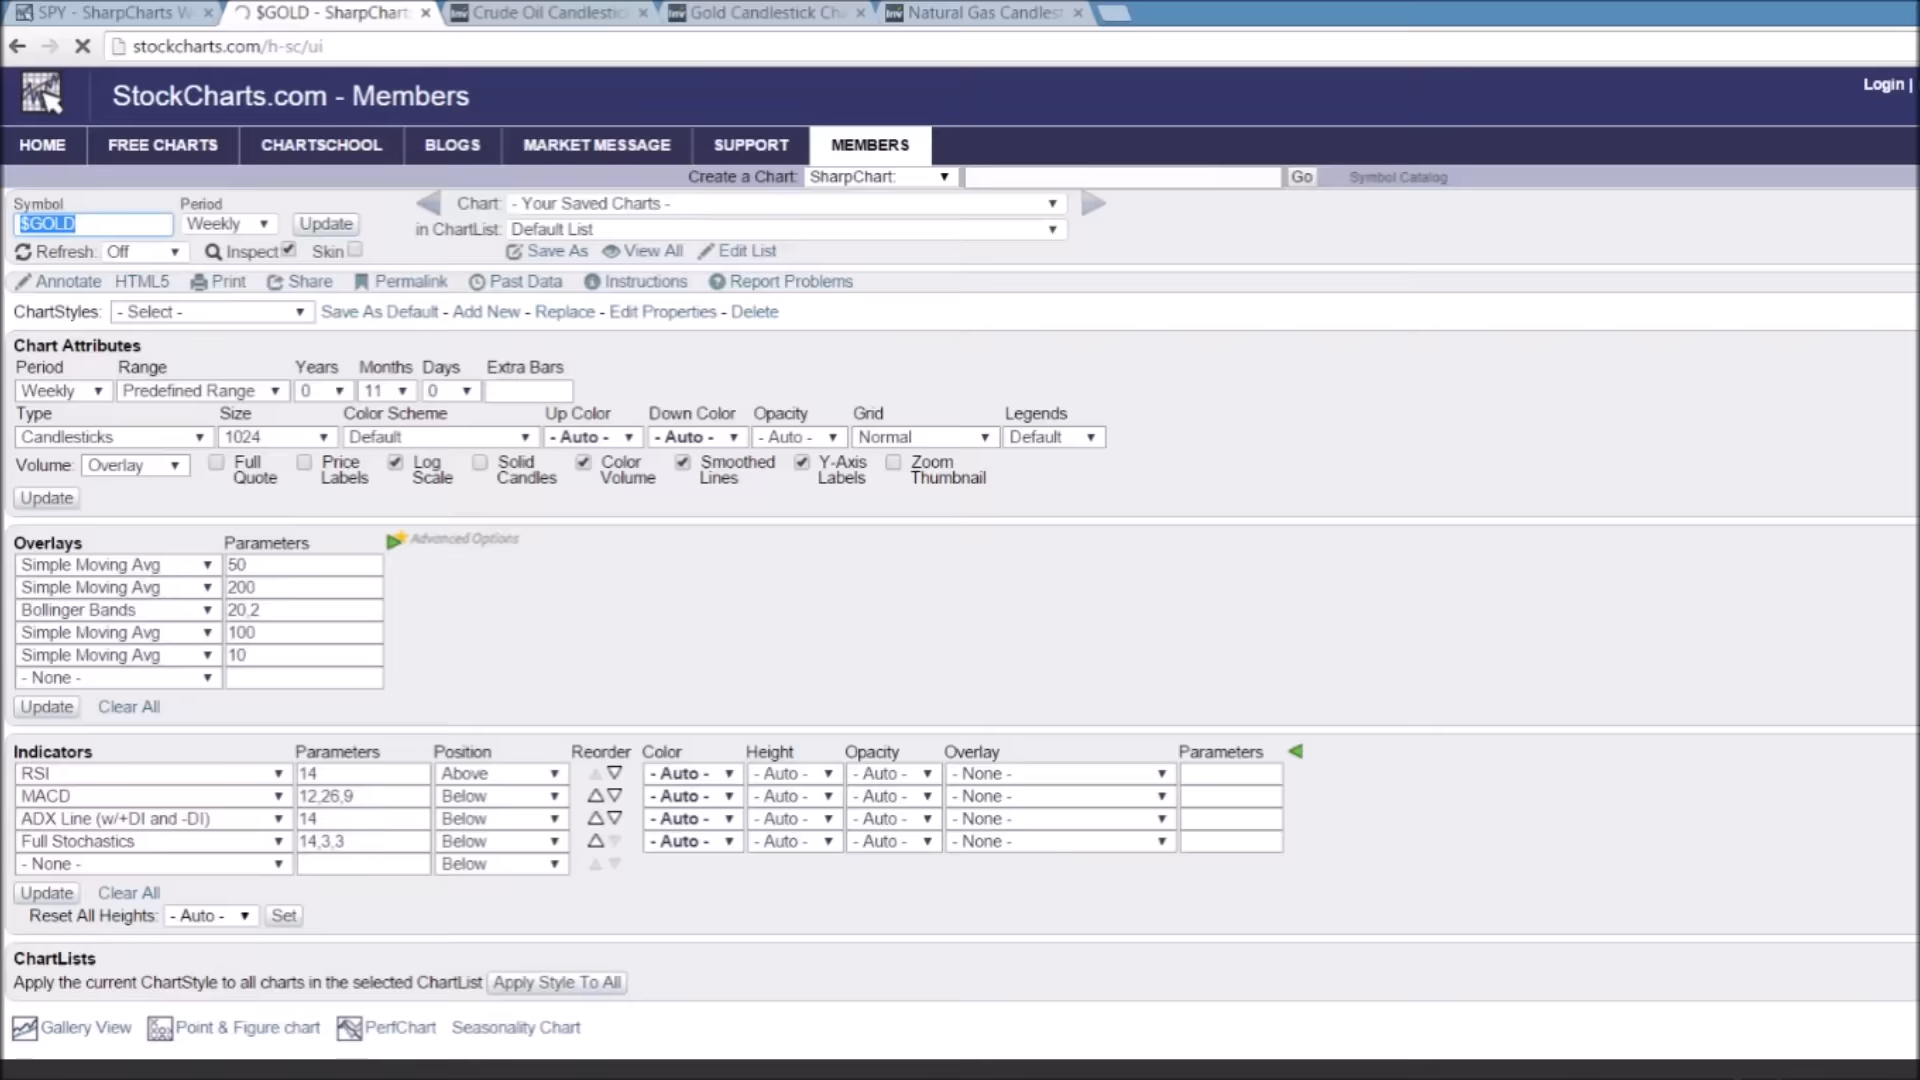 SPY - SharpCharts W
$GOLD - SharpChart
Crude Oil Candlestic
Gold Candlestick Cha
Natural Gas Candlest
stockcharts.com/h-sc/ui
StockCharts.com - Members
Login |
HOME FREE CHARTS CHARTSCHOOL BLOGS MARKET MESSAGE SUPPORT MEMBERS
Create a Chart: SharpChart: Go Symbol Catalog
Symbol Period Chart: - Your Saved Charts -
$GOLD Weekly Update in ChartList: Default List
Refresh: Off Inspect Skin Save As View All Edit List
Annotate HTML5 Print Share Permalink Past Data Instructions Report Problems
ChartStyles: - Select - Save As Default - Add New - Replace - Edit Properties - Delete
Chart Attributes
Period Range Years Months Days Extra Bars
Weekly Predefined Range 0 11 0
Type Size Color Scheme Up Color Down Color Opacity Grid Legends
Candlesticks 1024 Default - Auto - - Auto - - Auto - Normal Default
Volume: Overlay Full Quote Price Labels Log Scale Solid Candles Color Volume Smoothed Lines Y-Axis Labels Zoom Thumbnail
Update
Overlays Parameters Advanced Options
Simple Moving Avg 50
Simple Moving Avg 200
Bollinger Bands 20,2
Simple Moving Avg 100
Simple Moving Avg 10
- None -
Update Clear All
Indicators Parameters Position Reorder Color Height Opacity Overlay Parameters
RSI 14 Above - Auto - - Auto - - Auto - - None -
MACD 12,26,9 Below - Auto - - Auto - - Auto - - None -
ADX Line (w/+DI and -DI) 14 Below - Auto - - Auto - - Auto - - None -
Full Stochastics 14,3,3 Below - Auto - - Auto - - Auto - - None -
- None - Below
Update Clear All
Reset All Heights: - Auto - Set
ChartLists
Apply the current ChartStyle to all charts in the selected ChartList Apply Style To All
Gallery View Point & Figure chart PerfChart Seasonality Chart